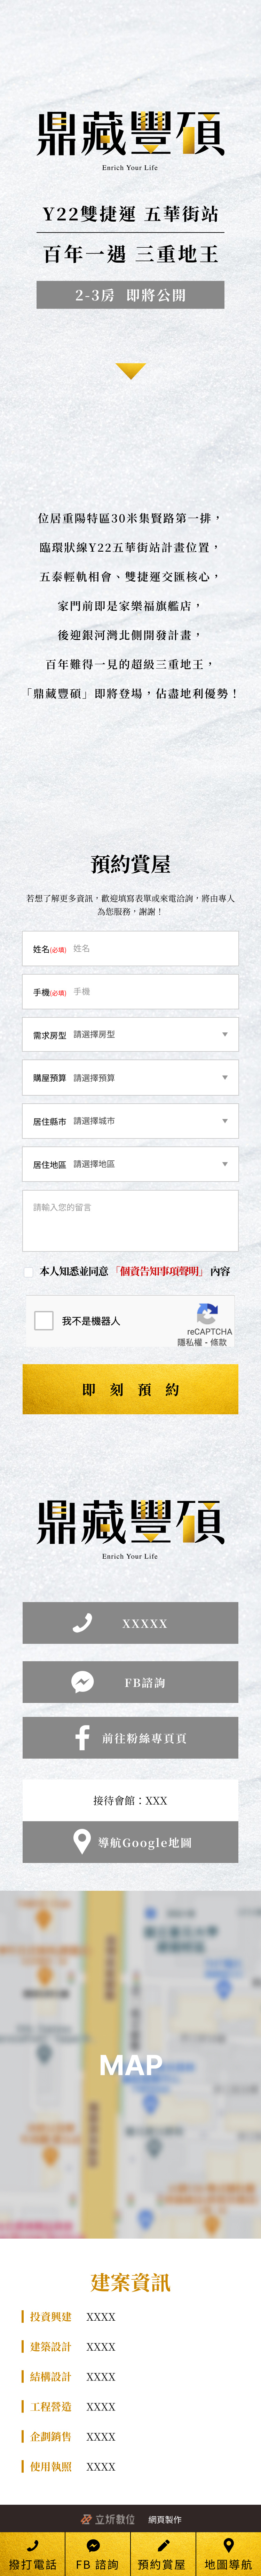 鼎藏豐碩
Enrich Your Life
Y22雙捷運 五華街站
百年一遇 三重地王
2-3房 即將公開
位居重陽特區30米集賢路第一排，
臨環狀線Y22五華街站計畫位置，
五泰輕軌相會、雙捷運交匯核心，
家門前即是家樂福旗艦店，
後迎銀河灣北側開發計畫，
百年難得一見的超級三重地王，
「鼎藏豐碩」即將登場，佔盡地利優勢！
預約賞屋
若想了解更多資訊，歡迎填寫表單或來電洽詢，將由專人
為您服務，謝謝！
姓名(必填) 姓名
手機(必填) 手機
需求房型 請選擇房型
購屋預算 請選擇預算
居住縣市 請選擇城市
居住地區 請選擇地區
請輸入您的留言
本人知悉並同意「個資告知事項聲明」內容
我不是機器人
reCAPTCHA
隱私權 - 條款
即刻預約
鼎藏豐碩
Enrich Your Life
XXXXX
FB諮詢
前往粉絲專頁頁
接待會館：XXX
導航Google地圖
MAP
建案資訊
投資興建 XXXX
建築設計 XXXX
結構設計 XXXX
工程營造 XXXX
企劃銷售 XXXX
使用執照 XXXX
立炘數位 網頁製作
撥打電話 FB 諮詢 預約賞屋 地圖導航